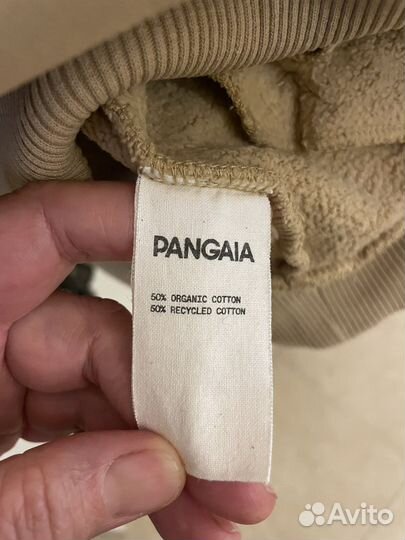 PANGAIA
50% ORGANIC COTTON
50% RECYCLED COTTON
Avito